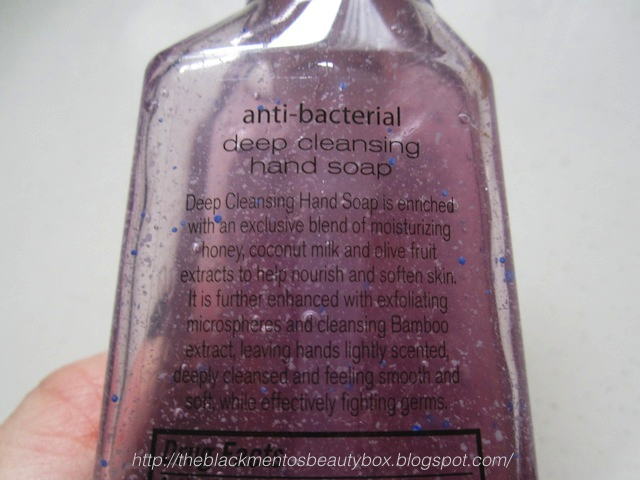 anti-bacterial
deep cleansing
hand soap
Deep Cleansing Hand Soap is enriched
with an exclusive blend of moisturizing
honey, coconut milk and olive fruit
extracts to help nourish and soften skin.
It is further enhanced with exfoliating
microspheres and cleansing Bamboo
extract, leaving hands lightly scented,
deeply cleansed and feeling smooth and
soft, while effectively fighting germs.
Drug Facts
http://theblackmentosbeautybox.blogspot.com/